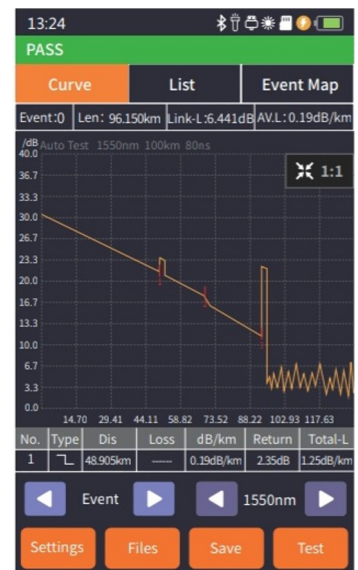 13:24
PASS
Curve List Event Map
Event:0 Len: 96.150km Link-L:6.441dB AV.L:0.19dB/km
/dB Auto Test 1550nm 100km 80ns
40.0
1:1
36.7
33.3
30.0
26.7
23.3
20.0
16.7
13.3
10.0
6.7
3.3
0.0
14.70 29.41 44.11 58.82 73.52 88.22 102.93 117.63
No. Type Dis Loss dB/km Return Total-L
1 48.905km ------ 0.19dB/km 2.35dB 1.25dB/km
Event 1550nm
Settings Files Save Test